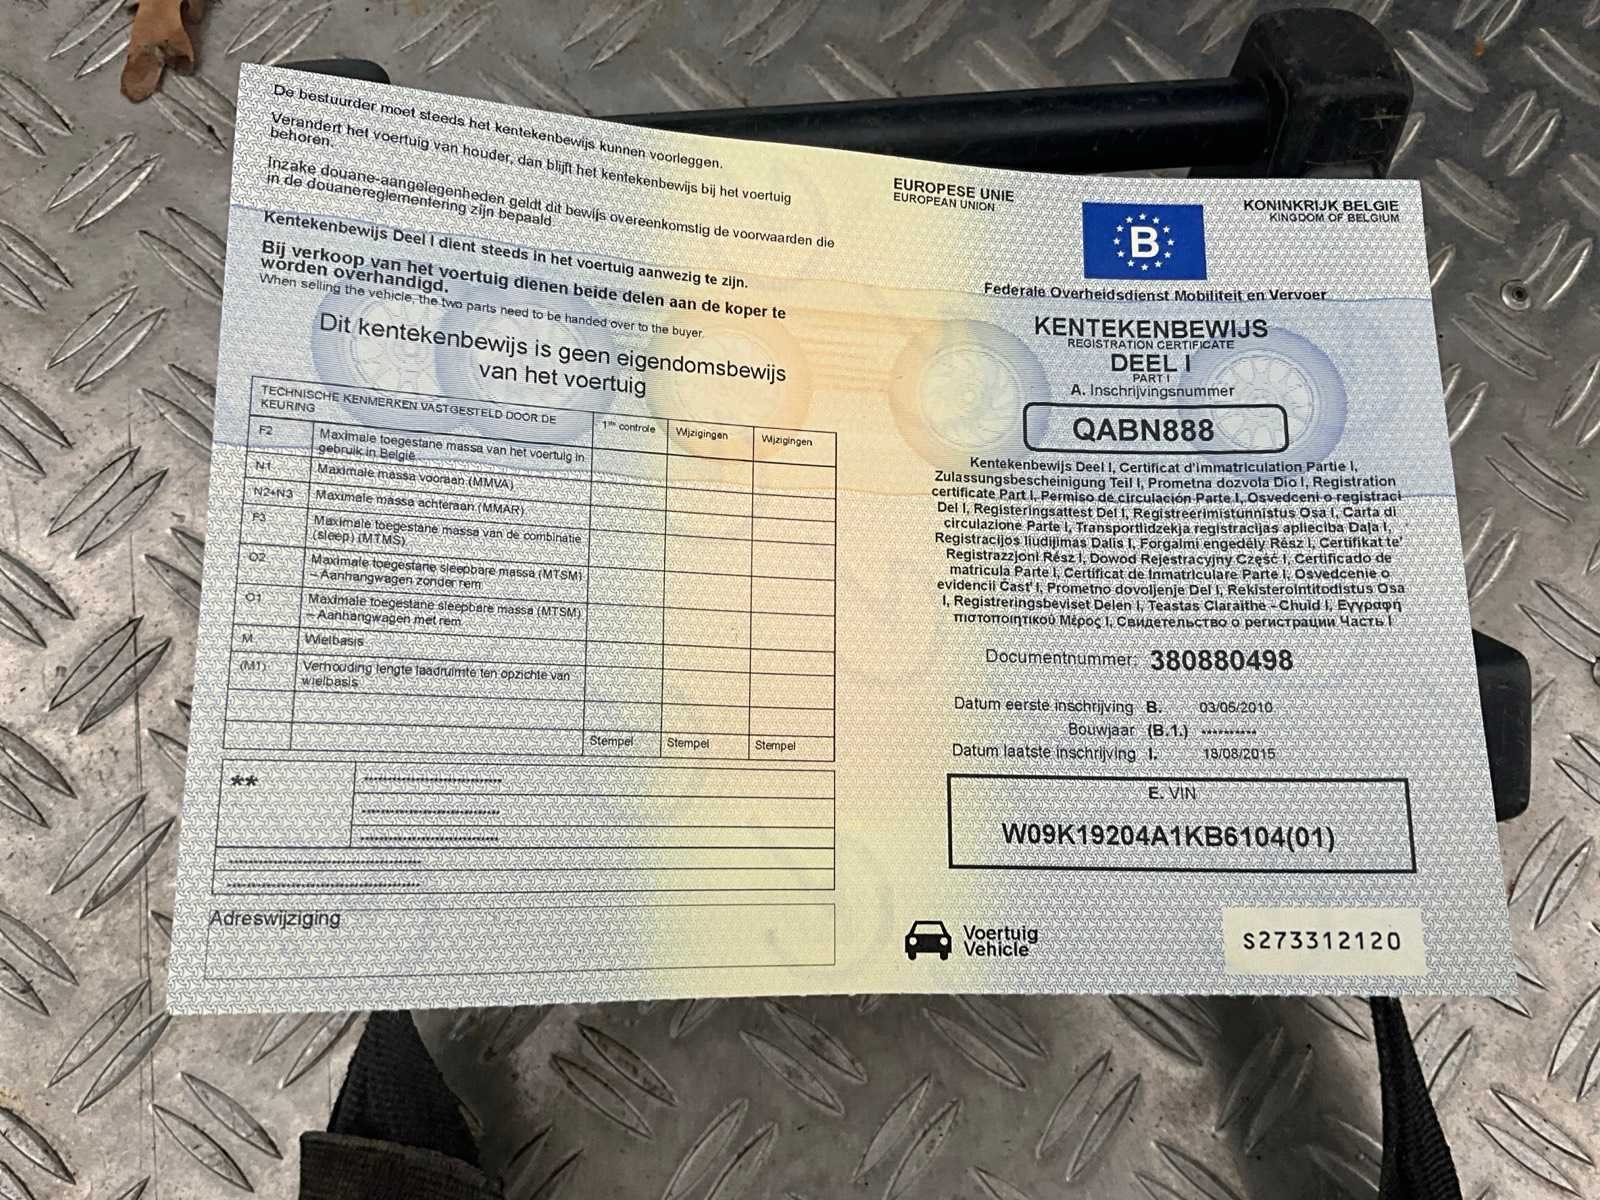 De bestuurder moet steeds het kentekenbewijs kunnen voorleggen.
Verandert het voertuig van houder, dan blijft het kentekenbewijs bij het voertuig
behoren.
Inzake douane-aangelegenheden geldt dit bewijs overeenkomstig de voorwaarden die
in de douanereglementering zijn bepaald.
Kentekenbewijs Deel I dient steeds in het voertuig aanwezig te zijn.
Bij verkoop van het voertuig dienen beide delen aan de koper te
worden overhandigd.
When selling the vehicle, the two parts need to be handed over to the buyer.
Dit kentekenbewijs is geen eigendomsbewijs
van het voertuig
TECHNISCHE KENMERKEN VASTGESTELD DOOR DE
KEURING
1ste controle
Wijzigingen
Wijzigingen
F2 Maximale toegestane massa van het voertuig in
gebruik in België
N1 Maximale massa vooraan (MMVA)
N2+N3 Maximale massa achteraan (MMAR)
F3 Maximale toegestane massa van de combinatie
(sleep) (MTMS)
O2 Maximale toegestane sleepbare massa (MTSM)
– Aanhangwagen zonder rem
O1 Maximale toegestane sleepbare massa (MTSM)
– Aanhangwagen met rem
M Wielbasis
(M1) Verhouding lengte laadruimte ten opzichte van
wielbasis
Stempel Stempel Stempel
**
Adreswijziging
EUROPESE UNIE
EUROPEAN UNION
B
KONINKRIJK BELGIE
KINGDOM OF BELGIUM
Federale Overheidsdienst Mobiliteit en Vervoer
KENTEKENBEWIJS
REGISTRATION CERTIFICATE
DEEL I
PART I
A. Inschrijvingsnummer
QABN888
Kentekenbewijs Deel I, Certificat d'immatriculation Partie I,
Zulassungsbescheinigung Teil I, Prometna dozvola Dio I, Registration
certificate Part I, Permiso de circulación Parte I, Osvedceni o registraci
Del I, Registeringsattest Del I, Registreerimistunnistus Osa I, Carta di
circulazione Parte I, Transportlidzekja registracijas aplieciba Daļa I,
Registracijos liudijimas Dalis I, Forgalmi engedély Rész I, Certifikat te'
Registrazzjoni Rész I, Dowod Rejestracyjny Część I, Certificado de
matricula Parte I, Certificat de Inmatriculare Parte I, Osvedcenie o
evidencii Čast' I, Prometno dovoljenje Del I, Rekisterointitodistus Osa
I, Registreringsbeviset Delen I, Teastas Claraithe - Chuid I, Εγγραφη
πιστοποιητικού Μέρος I, Свидетельство о регистрации Часть I
Documentnummer: 380880498
Datum eerste inschrijving B. 03/05/2010
Bouwjaar (B.1.) **********
Datum laatste inschrijving I. 18/08/2015
E. VIN
W09K19204A1KB6104(01)
Voertuig
Vehicle
S273312120